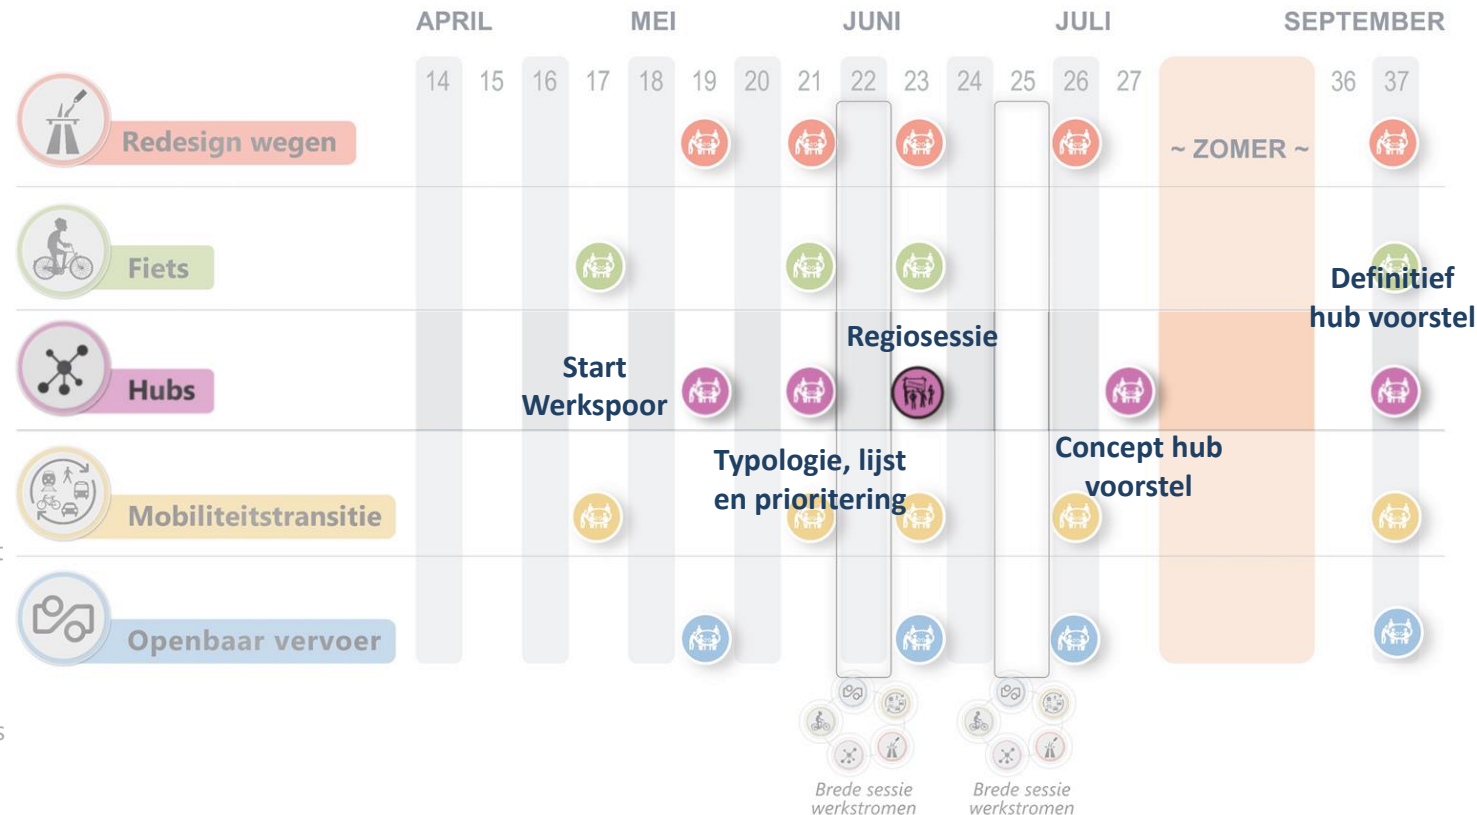 APRIL MEI JUNI JULI SEPTEMBER
14 15 16 17 18 19 20 21 22 23 24 25 26 27 36 37
Redesign wegen
~ ZOMER ~
Fiets
Definitief
hub voorstel
Regiosessie
Start
Werkspoor
Hubs
Typologie, lijst
en prioritering
Concept hub
voorstel
Mobiliteitstransitie
Openbaar vervoer
s
Brede sessie
werkstromen
Brede sessie
werkstromen